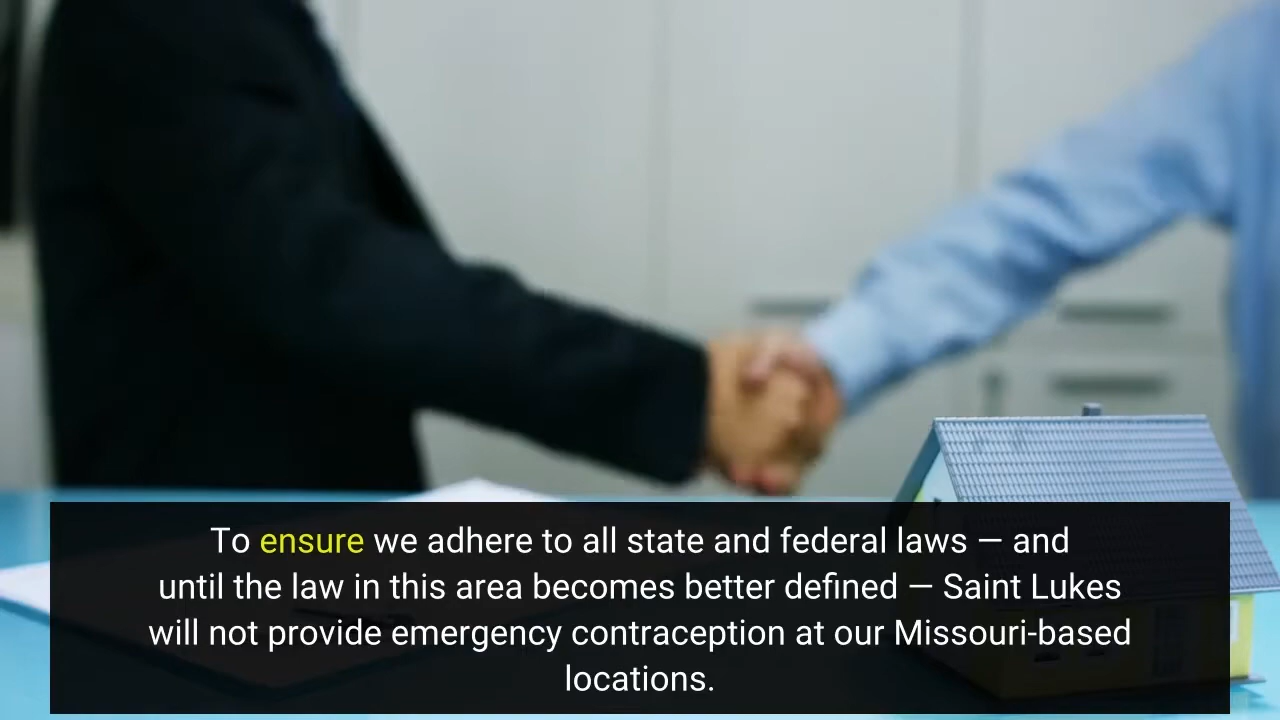 To ensure we adhere to all state and federal laws — and
until the law in this area becomes better defined — Saint Lukes
will not provide emergency contraception at our Missouri-based
locations.